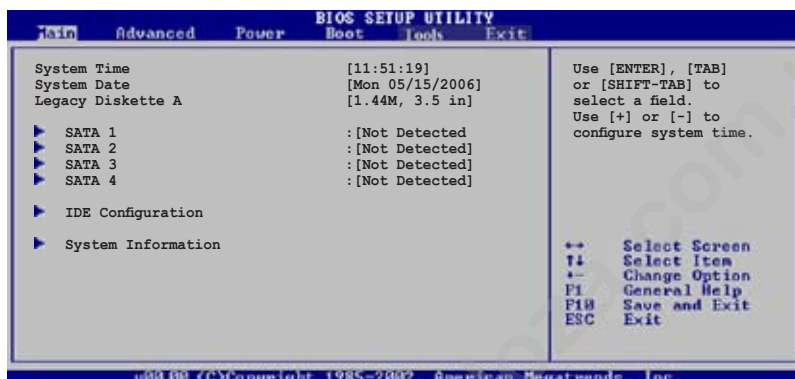 BIOS SETUP UTILITY
Main Advanced Power Boot Tools Exit
System Time [11:51:19]
System Date [Mon 05/15/2006]
Legacy Diskette A [1.44M, 3.5 in]
SATA 1 :[Not Detected
SATA 2 :[Not Detected]
SATA 3 :[Not Detected]
SATA 4 :[Not Detected]
IDE Configuration
System Information
Use [ENTER], [TAB]
or [SHIFT-TAB] to
select a field.
Use [+] or [-] to
configure system time.
Select Screen
Select Item
+- Change Option
F1 General Help
F10 Save and Exit
ESC Exit
(C)Copyright 1985-2002, American Megatrends, Inc